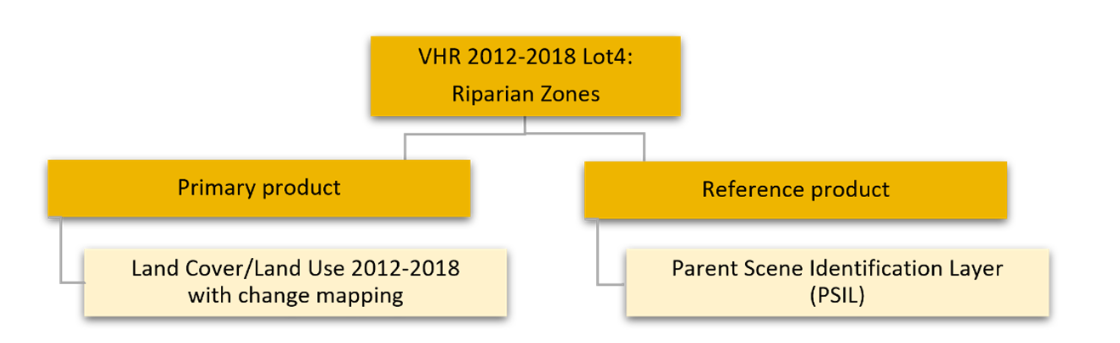 VHR 2012-2018 Lot4:
Riparian Zones
Primary product
Reference product
Land Cover/Land Use 2012-2018
with change mapping
Parent Scene Identification Layer
(PSIL)